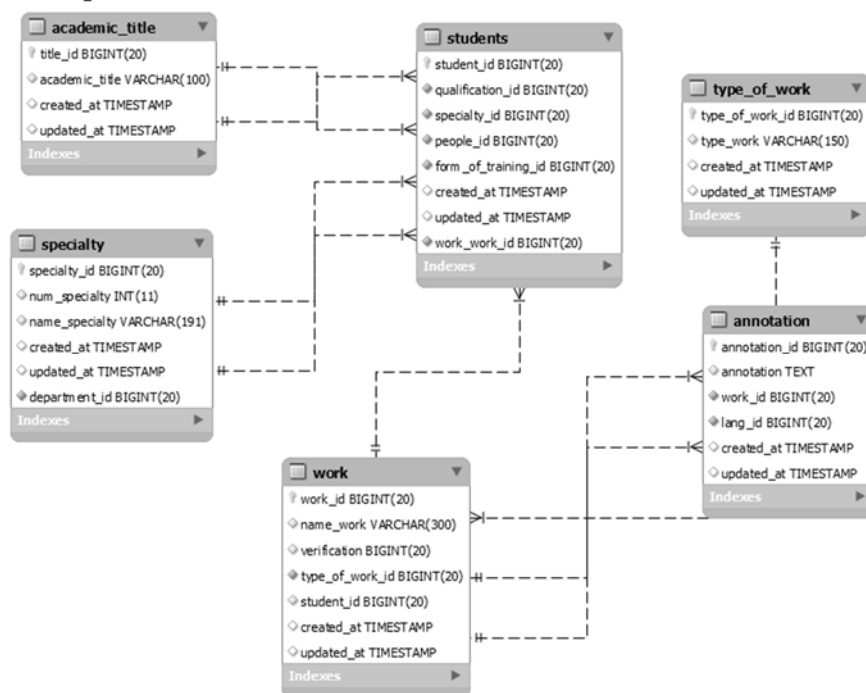 academic_title
title_id BIGINT(20)
academic_title VARCHAR(100)
created_at TIMESTAMP
updated_at TIMESTAMP
Indexes
students
student_id BIGINT(20)
qualification_id BIGINT(20)
specialty_id BIGINT(20)
people_id BIGINT(20)
form_of_training_id BIGINT(20)
created_at TIMESTAMP
updated_at TIMESTAMP
work_work_id BIGINT(20)
Indexes
type_of_work
type_of_work_id BIGINT(20)
type_work VARCHAR(150)
created_at TIMESTAMP
updated_at TIMESTAMP
Indexes
specialty
specialty_id BIGINT(20)
num_specialty INT(11)
name_specialty VARCHAR(191)
created_at TIMESTAMP
updated_at TIMESTAMP
department_id BIGINT(20)
Indexes
annotation
annotation_id BIGINT(20)
annotation TEXT
work_id BIGINT(20)
lang_id BIGINT(20)
created_at TIMESTAMP
updated_at TIMESTAMP
Indexes
work
work_id BIGINT(20)
name_work VARCHAR(300)
verification BIGINT(20)
type_of_work_id BIGINT(20)
student_id BIGINT(20)
created_at TIMESTAMP
updated_at TIMESTAMP
Indexes